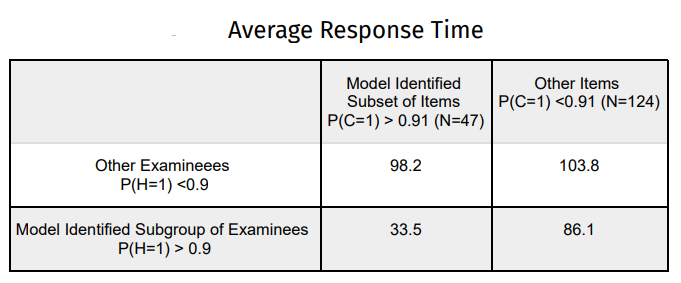 Average Response Time
Model Identified
Subset of Items
P(C=1) > 0.91 (N=47)
Other Items
P(C=1) <0.91 (N=124)
Other Examineees
P(H=1) <0.9
98.2
103.8
Model Identified Subgroup of Examinees
P(H=1) > 0.9
33.5
86.1